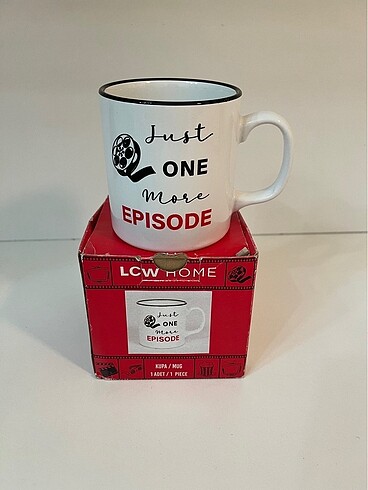 Just
ONE
More
EPISODE
LCW HOME
Just
ONE
More
EPISODE
KUPA / MUG
1 ADET / 1 PIECE